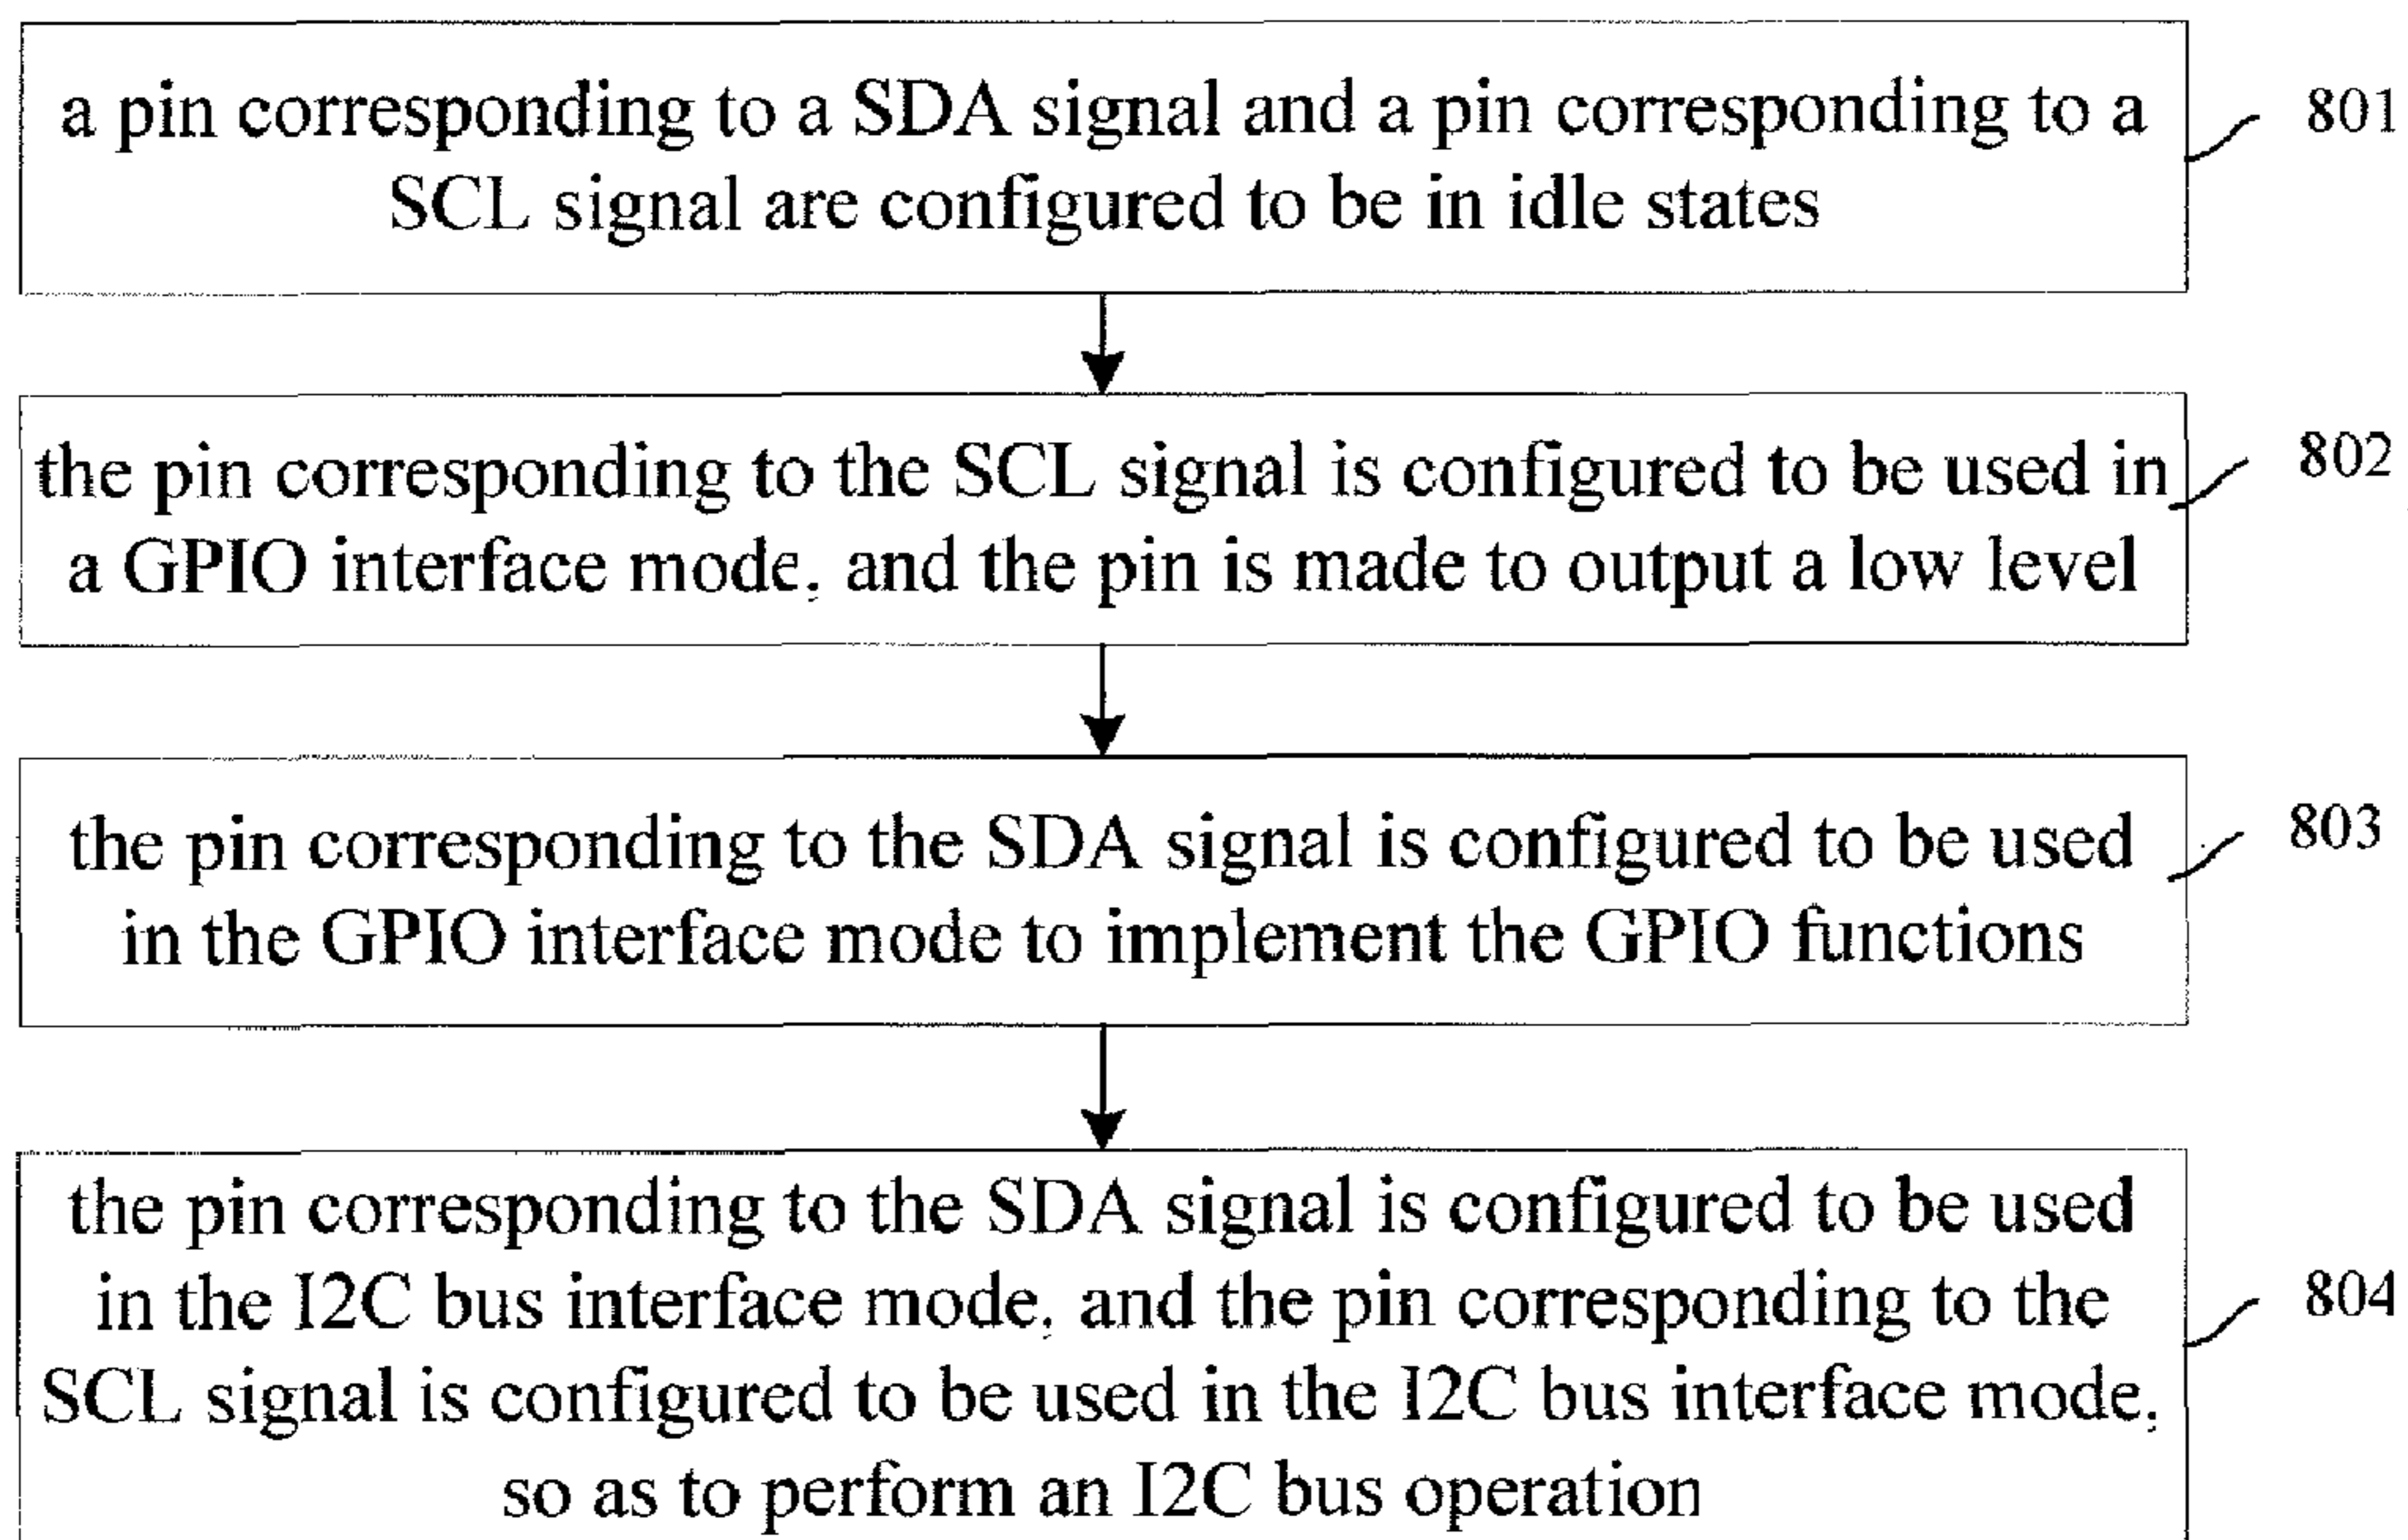 a pin corresponding to a SDA signal and a pin corresponding to a
SCL signal are configured to be in idle states
801
the pin corresponding to the SCL signal is configured to be used in
a GPIO interface mode, and the pin is made to output a low level
802
the pin corresponding to the SDA signal is configured to be used
in the GPIO interface mode to implement the GPIO functions
803
the pin corresponding to the SDA signal is configured to be used
in the I2C bus interface mode, and the pin corresponding to the
SCL signal is configured to be used in the I2C bus interface mode,
so as to perform an I2C bus operation
804